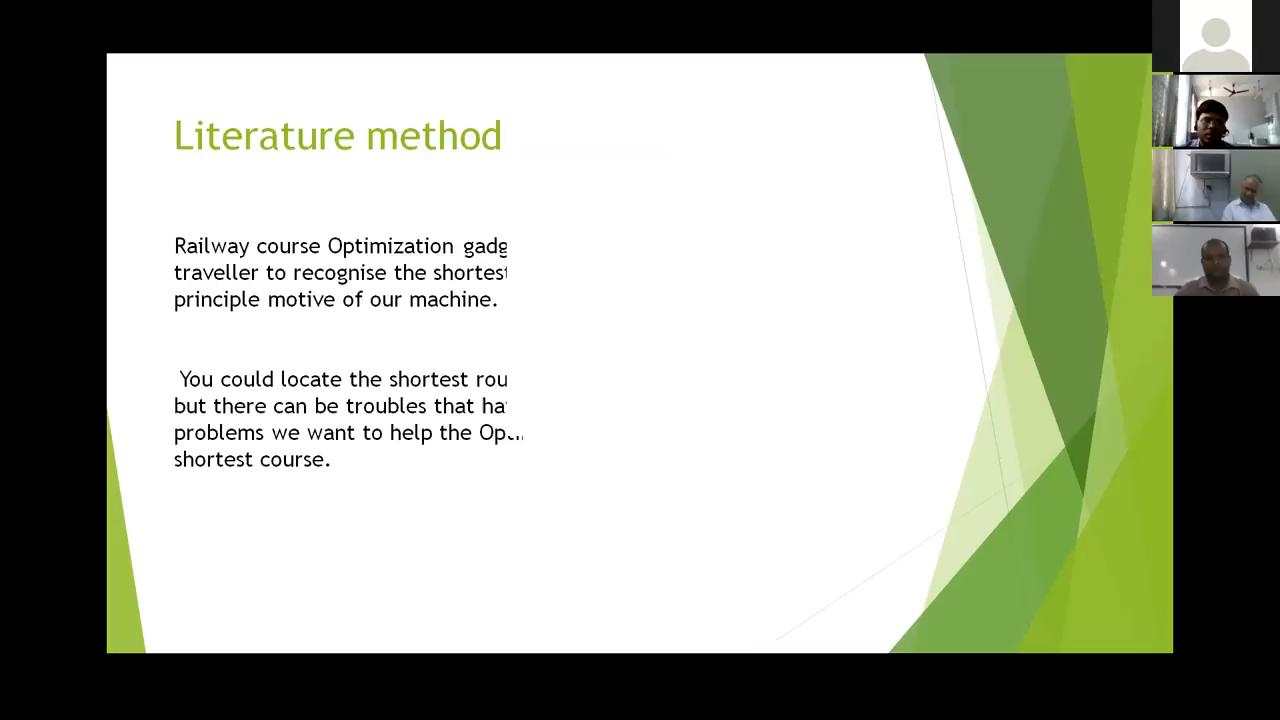 Literature method
Railway course Optimization
traveller to recognise the shortest
principle motive of our machine.
You could locate the shortest
but there can be troubles that
problems we want to help the
shortest course.